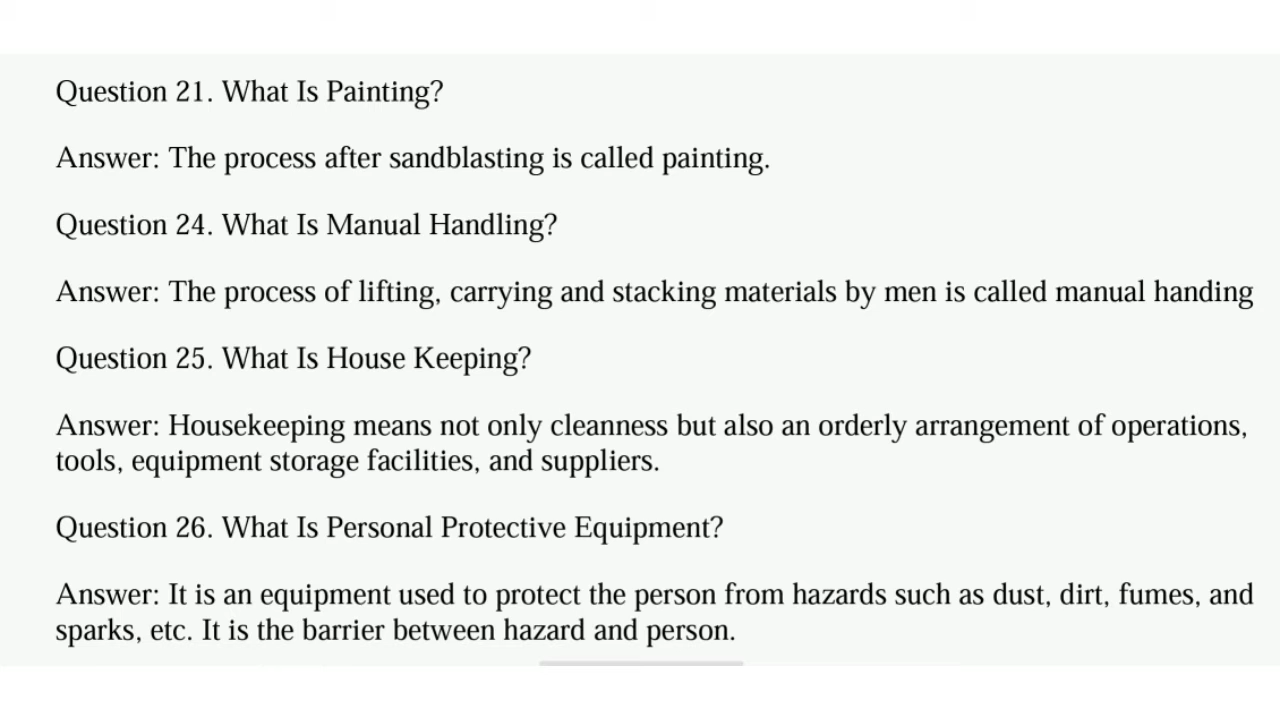 Question 21. What Is Painting?
Answer: The process after sandblasting is called painting.
Question 24. What Is Manual Handling?
Answer: The process of lifting, carrying and stacking materials by men is called manual handing
Question 25. What Is House Keeping?
Answer: Housekeeping means not only cleanness but also an orderly arrangement of operations,
tools, equipment storage facilities, and suppliers.
Question 26. What Is Personal Protective Equipment?
Answer: It is an equipment used to protect the person from hazards such as dust, dirt, fumes, and
sparks, etc. It is the barrier between hazard and person.